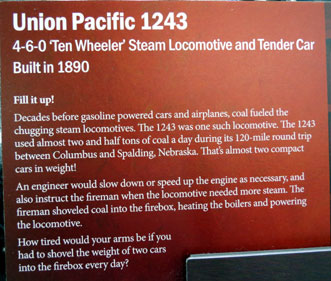 Union Pacific 1243
4-6-0 ‘Ten Wheeler’ Steam Locomotive and Tender Car
Built in 1890
Fill it up!
Decades before gasoline powered cars and airplanes, coal fueled the
chugging steam locomotives. The 1243 was one such locomotive. The 1243
used almost two and half tons of coal a day during its 120-mile round trip
between Columbus and Spalding, Nebraska. That's almost two compact
cars in weight!
An engineer would slow down or speed up the engine as necessary, and
also instruct the fireman when the locomotive needed more steam. The
fireman shoveled coal into the firebox, heating the boilers and powering
the locomotive.
How tired would your arms be if you
had to shovel the weight of two cars
into the firebox every day?